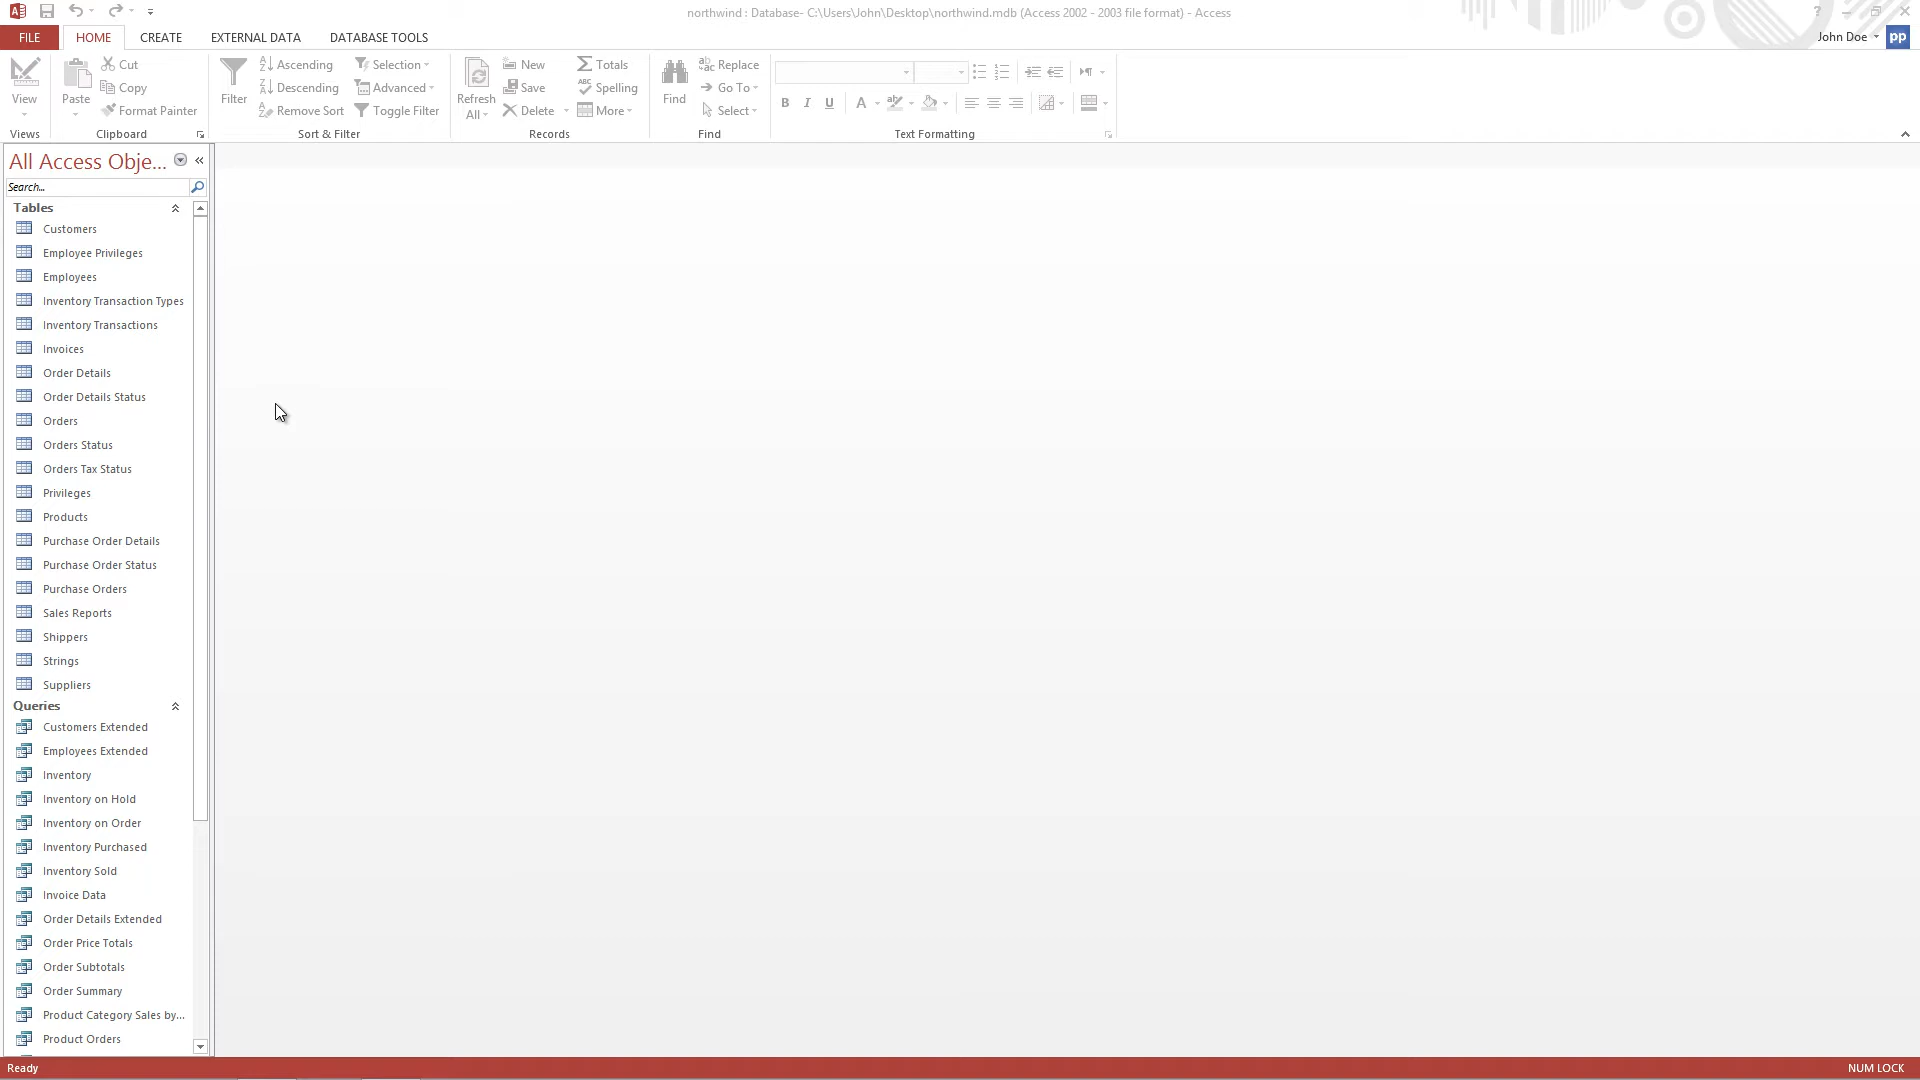 northwind : Database- C:\Users\John\Desktop\northwind.mdb (Access 2002 - 2003 file format) - Access
?
FILE HOME CREATE EXTERNAL DATA DATABASE TOOLS
John Doe pp
View
Views
Paste
Cut
Copy
Format Painter
Clipboard
Filter
Ascending
Descending
Remove Sort
Selection
Advanced
Toggle Filter
Sort & Filter
Refresh
All
New
Save
Delete
Totals
Spelling
More
Records
Find
Replace
Go To
Select
Find
B I U A
Text Formatting
All Access Obje...
Search...
Tables
Customers
Employee Privileges
Employees
Inventory Transaction Types
Inventory Transactions
Invoices
Order Details
Order Details Status
Orders
Orders Status
Orders Tax Status
Privileges
Products
Purchase Order Details
Purchase Order Status
Purchase Orders
Sales Reports
Shippers
Strings
Suppliers
Queries
Customers Extended
Employees Extended
Inventory
Inventory on Hold
Inventory on Order
Inventory Purchased
Inventory Sold
Invoice Data
Order Details Extended
Order Price Totals
Order Subtotals
Order Summary
Product Category Sales by...
Product Orders
Ready
NUM LOCK